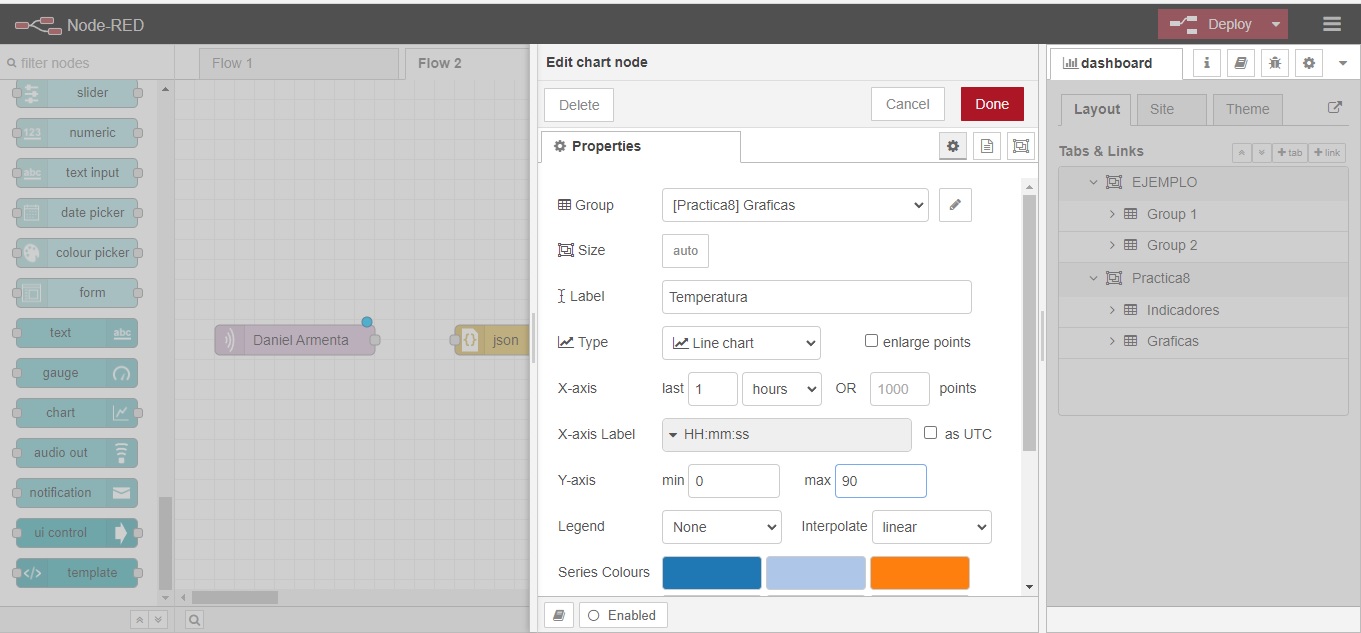 Node-RED
Deploy
filter nodes
Flow 1
Flow 2
Edit chart node
dashboard
i
Delete
Cancel
Done
Layout
Site
Theme
Properties
Tabs & Links
tab
link
slider
123 numeric
abc text input
date picker
colour picker
form
text abc
gauge
chart
audio out
notification
ui control
template
Daniel Armenta
{} json
Group
[Practica8] Graficas
Size
auto
Label
Temperatura
Type
Line chart
enlarge points
X-axis
last 1 hours OR 1000 points
X-axis Label
HH:mm:ss
as UTC
Y-axis
min 0 max 90
Legend
None
Interpolate linear
Series Colours
Enabled
EJEMPLO
Group 1
Group 2
Practica8
Indicadores
Graficas